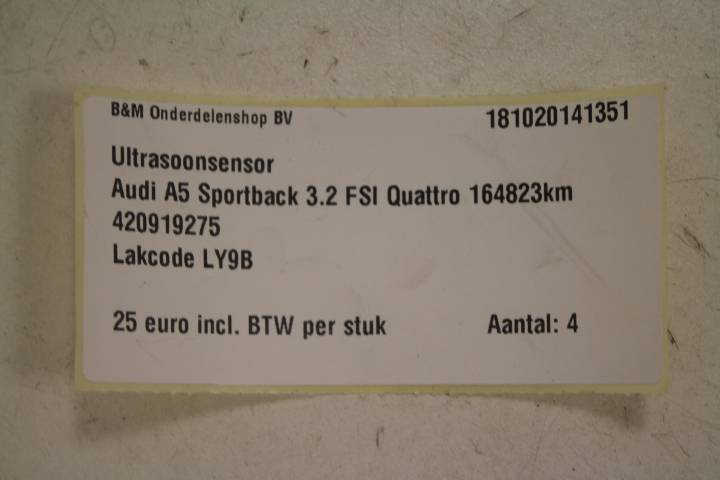 B&M Onderdelenshop BV 181020141351
Ultrasoonsensor
Audi A5 Sportback 3.2 FSI Quattro 164823km
420919275
Lakcode LY9B
25 euro incl. BTW per stuk Aantal: 4